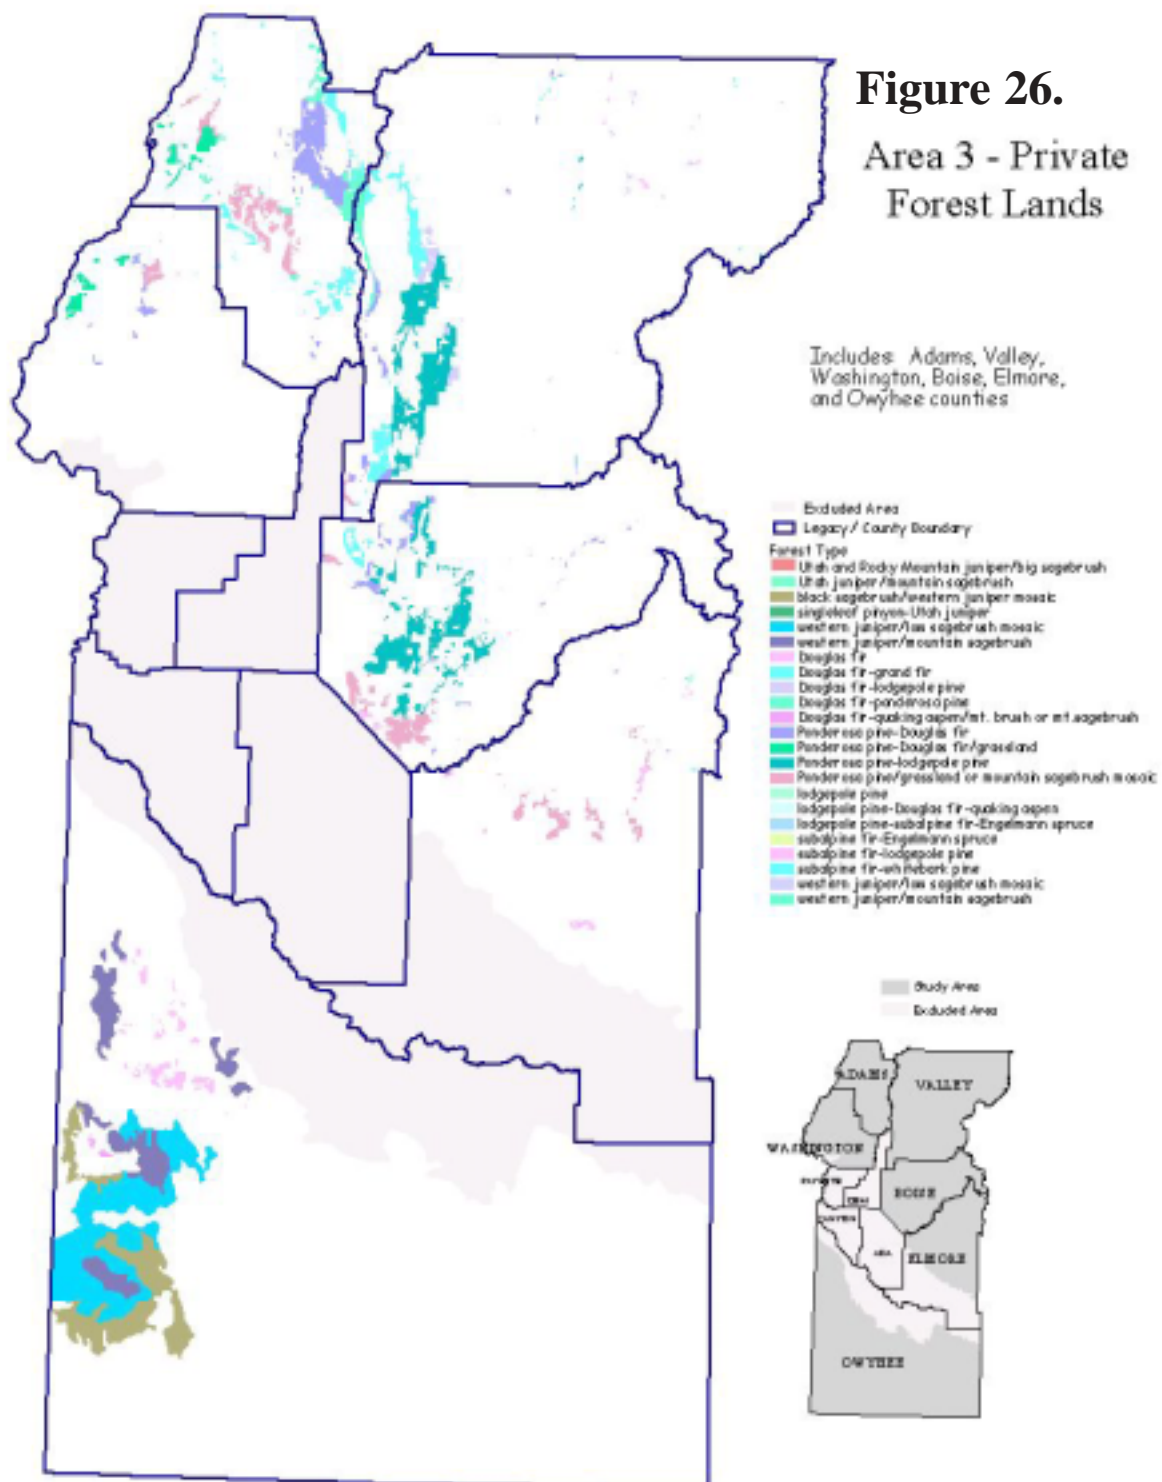 Figure 26.
Area 3 - Private
Forest Lands
Includes Adams, Valley,
Washington, Boise, Elmore,
and Owyhee counties
Excluded Area
Legacy / County Boundary
Forest Type
Utah and Rocky Mountain juniper/big sagebrush
Utah juniper/mountain sagebrush
black sagebrush/western juniper mosaic
singleleaf pinyon-Utah juniper
western juniper/low sagebrush mosaic
western juniper/mountain sagebrush
Douglas fir
Douglas fir-grand fir
Douglas fir-lodgepole pine
Douglas fir-ponderosa pine
Douglas fir-quaking aspen/mt. brush or mt.sagebrush
Ponderosa pine-Douglas fir
Ponderosa pine-Douglas fir/grassland
Ponderosa pine-lodgepole pine
Ponderosa pine/grassland or mountain sagebrush mosaic
lodgepole pine
lodgepole pine-Douglas fir-quaking aspen
lodgepole pine-subalpine fir-Engelmann spruce
subalpine fir-Engelmann spruce
subalpine fir-lodgepole pine
subalpine fir-whitebark pine
western juniper/low sagebrush mosaic
western juniper/mountain sagebrush
Study Area
Excluded Area
ADAMS
VALLEY
WASHINGTON
BOISE
ADA
ELMORE
OWYHEE